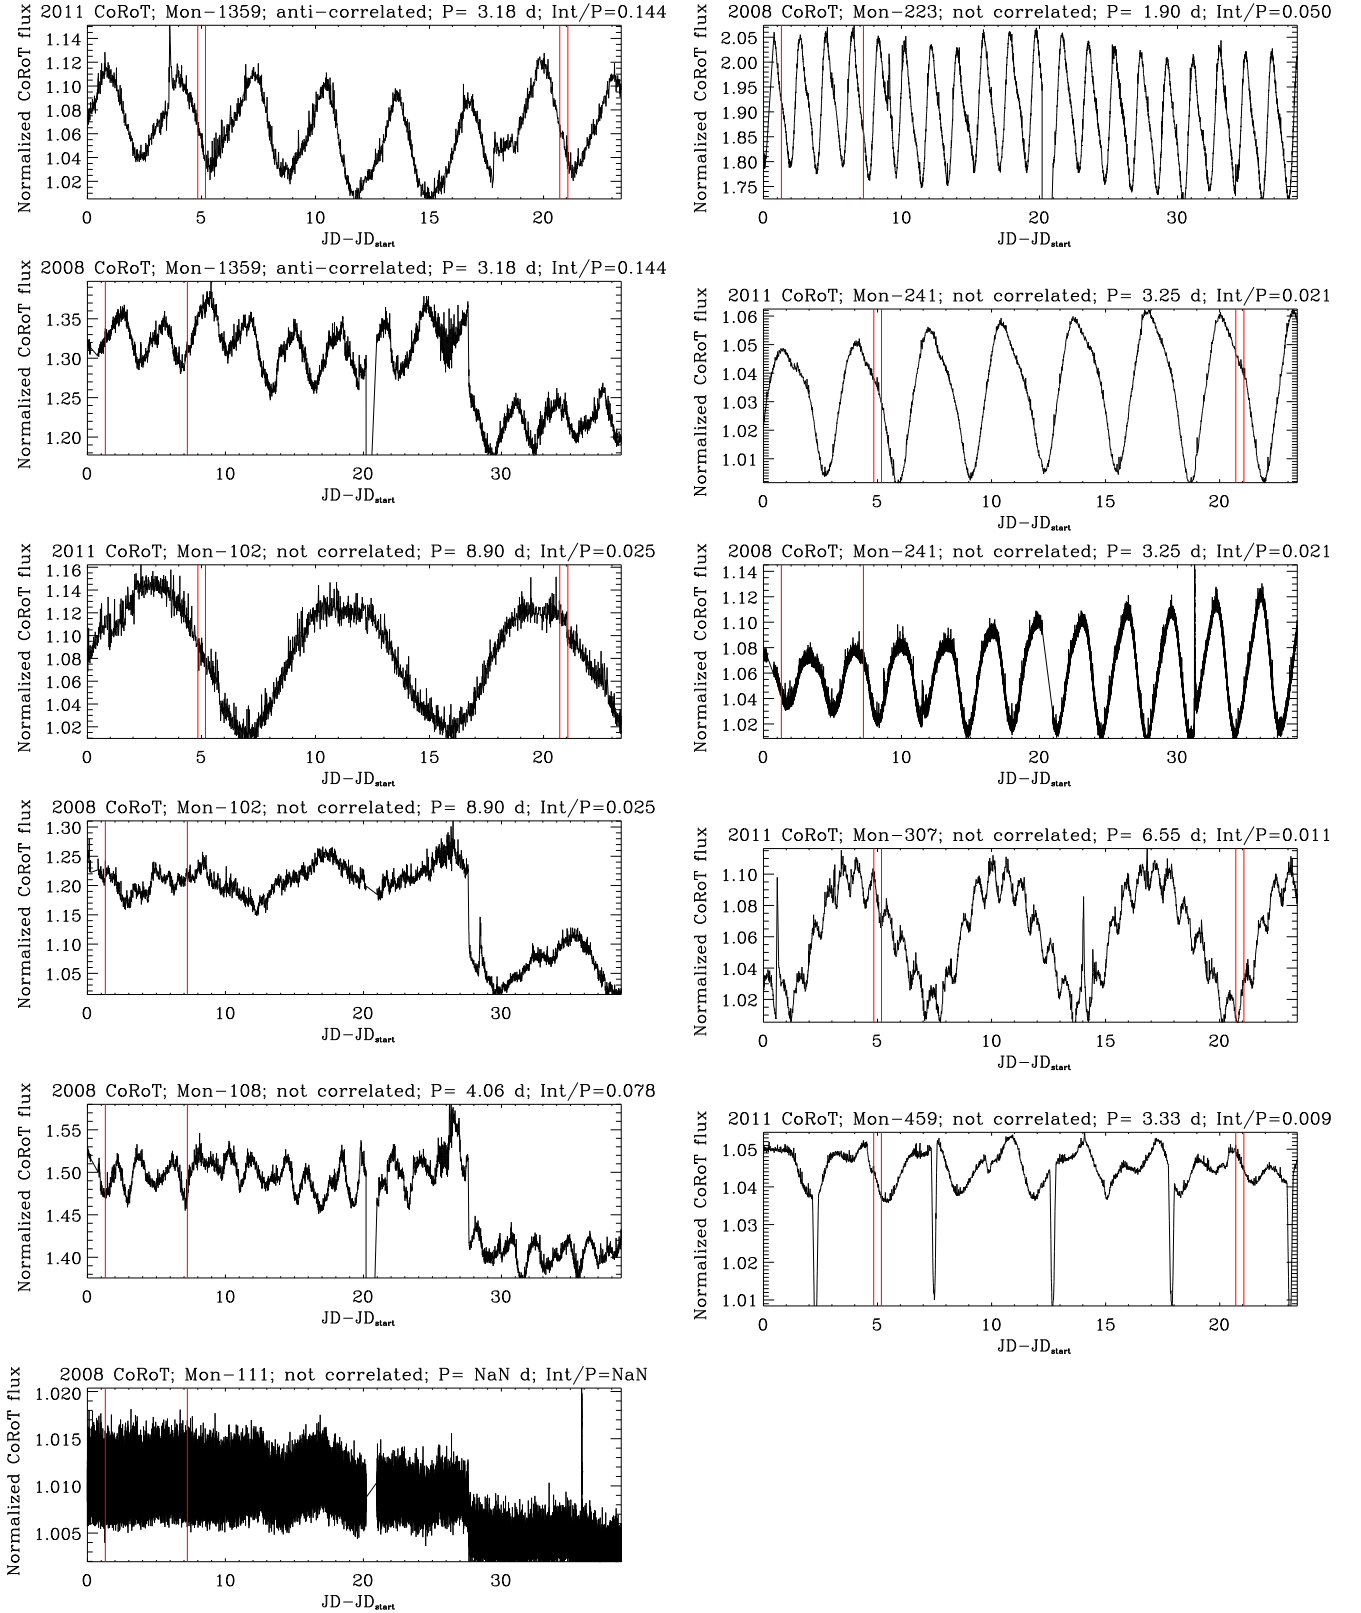 2011 CoRoT; Mon-1359; anti-correlated; P= 3.18 d; Int/P=0.144
Normalized CoRoT flux
1.14
1.12
1.10
1.08
1.06
1.04
1.02
0 5 10 15 20
JD-JDstart
2008 CoRoT; Mon-1359; anti-correlated; P= 3.18 d; Int/P=0.144
Normalized CoRoT flux
1.35
1.30
1.25
1.20
0 10 20 30
JD-JDstart
2011 CoRoT; Mon-102; not correlated; P= 8.90 d; Int/P=0.025
Normalized CoRoT flux
1.16
1.14
1.12
1.10
1.08
1.06
1.04
1.02
0 5 10 15 20
JD-JDstart
2008 CoRoT; Mon-102; not correlated; P= 8.90 d; Int/P=0.025
Normalized CoRoT flux
1.30
1.25
1.20
1.15
1.10
1.05
0 10 20 30
JD-JDstart
2008 CoRoT; Mon-108; not correlated; P= 4.06 d; Int/P=0.078
Normalized CoRoT flux
1.55
1.50
1.45
1.40
0 10 20 30
JD-JDstart
2008 CoRoT; Mon-111; not correlated; P= NaN d; Int/P=NaN
Normalized CoRoT flux
1.020
1.015
1.010
1.005
0 10 20 30
JD-JDstart
2008 CoRoT; Mon-223; not correlated; P= 1.90 d; Int/P=0.050
Normalized CoRoT flux
2.05
2.00
1.95
1.90
1.85
1.80
1.75
0 10 20 30
JD-JDstart
2011 CoRoT; Mon-241; not correlated; P= 3.25 d; Int/P=0.021
Normalized CoRoT flux
1.06
1.05
1.04
1.03
1.02
1.01
0 5 10 15 20
JD-JDstart
2008 CoRoT; Mon-241; not correlated; P= 3.25 d; Int/P=0.021
Normalized CoRoT flux
1.14
1.12
1.10
1.08
1.06
1.04
1.02
0 10 20 30
JD-JDstart
2011 CoRoT; Mon-307; not correlated; P= 6.55 d; Int/P=0.011
Normalized CoRoT flux
1.10
1.08
1.06
1.04
1.02
0 5 10 15 20
JD-JDstart
2011 CoRoT; Mon-459; not correlated; P= 3.33 d; Int/P=0.009
Normalized CoRoT flux
1.05
1.04
1.03
1.02
1.01
0 5 10 15 20
JD-JDstart